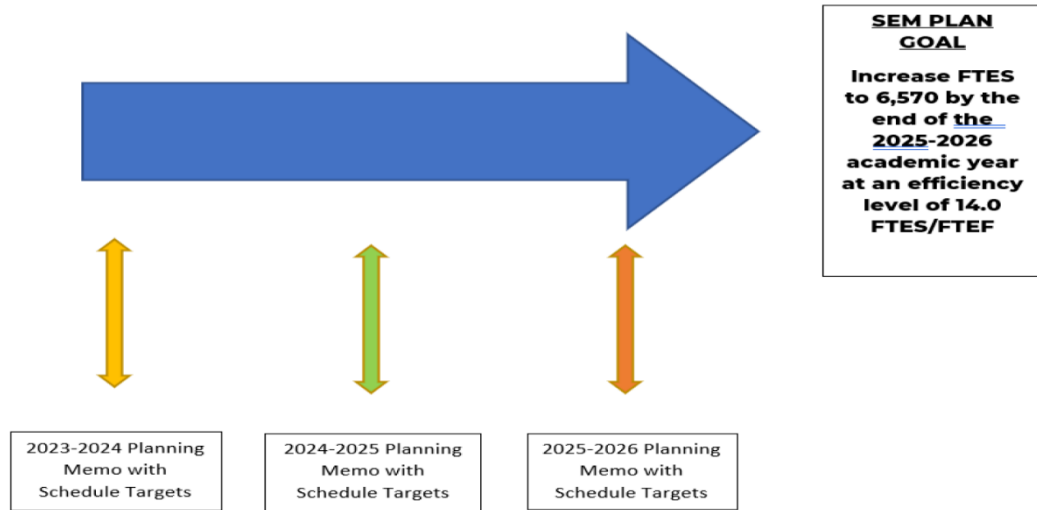 SEM PLAN
GOAL
Increase FTES
to 6,570 by the
end of the
2025-2026
academic year
at an efficiency
level of 14.0
FTES/FTEF
2023-2024 Planning
Memo with
Schedule Targets
2024-2025 Planning
Memo with
Schedule Targets
2025-2026 Planning
Memo with
Schedule Targets